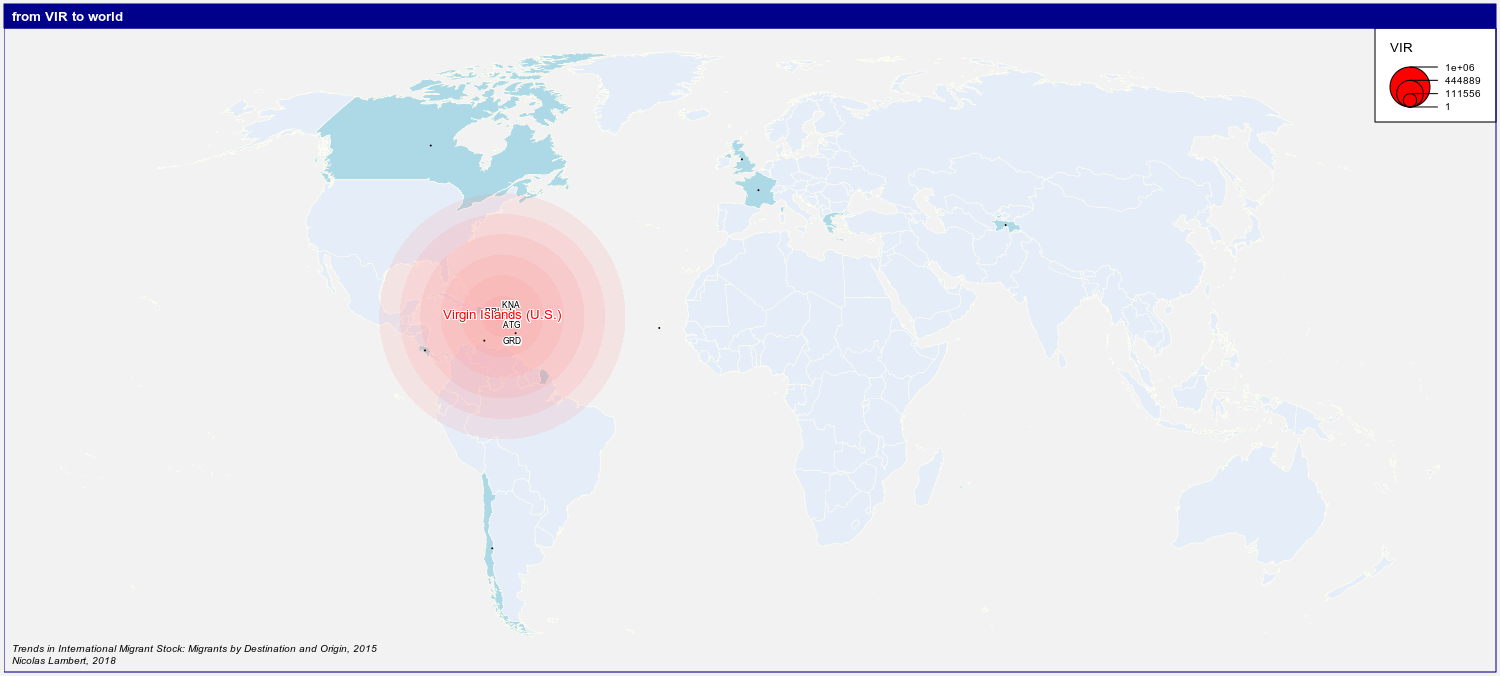 from VIR to world
VIR
1e+06
444889
111556
1
KNA
Virgin Islands (U.S.)
ATG
GRD
Trends in International Migrant Stock: Migrants by Destination and Origin, 2015
Nicolas Lambert, 2018